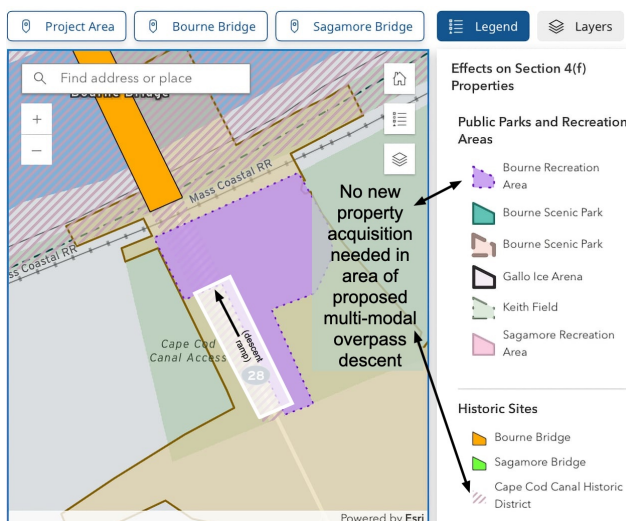 Project Area
Bourne Bridge
Sagamore Bridge
Legend
Layers
Find address or place
Bourne Bridge
+
–
Mass Coastal RR
ss Coastal RR
Cape Cod
Canal Access
28
(descent
ramp)
No new
property
acquisition
needed in
area of
proposed
multi-modal
overpass
descent
Powered by Esri
Effects on Section 4(f)
Properties
Public Parks and Recreation
Areas
Bourne Recreation
Area
Bourne Scenic Park
Bourne Scenic Park
Gallo Ice Arena
Keith Field
Sagamore Recreation
Area
Historic Sites
Bourne Bridge
Sagamore Bridge
Cape Cod Canal Historic
District